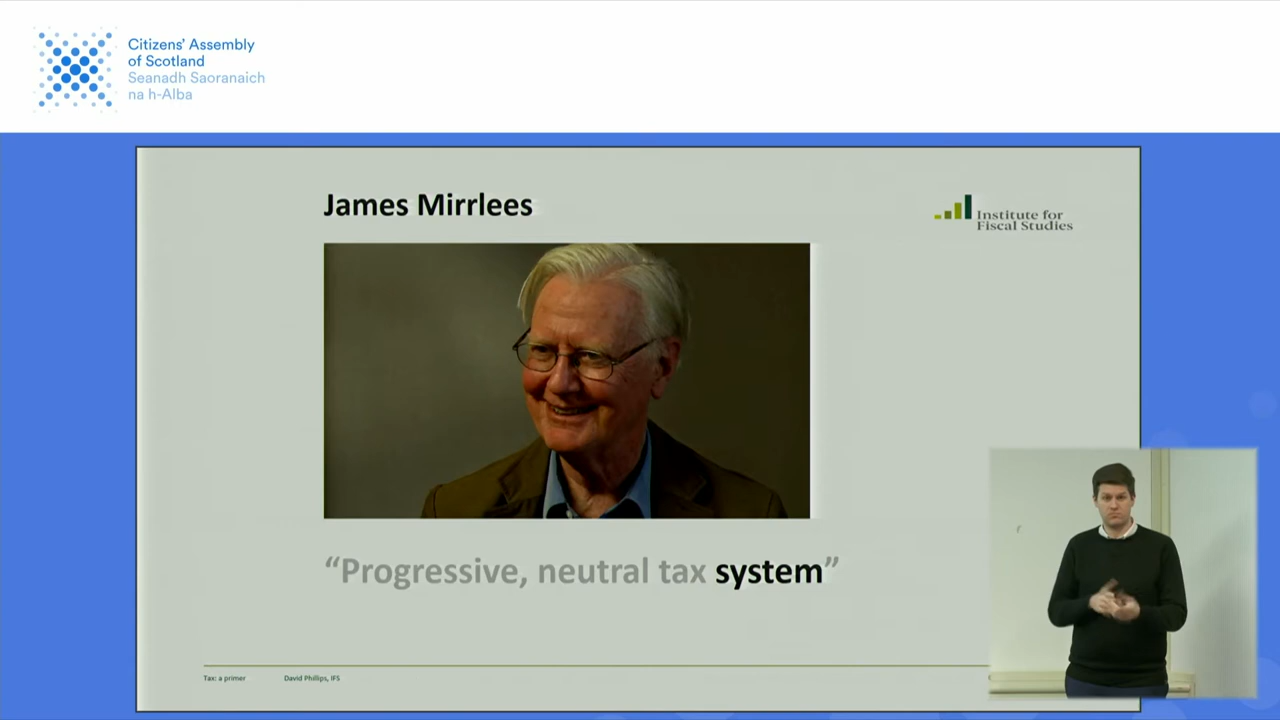 Citizens’ Assembly
of Scotland
Seanadh Saoranaich
na h-Alba
James Mirrlees
Institute for
Fiscal Studies
“Progressive, neutral tax system”
Tax: a primer
David Phillips, IFS